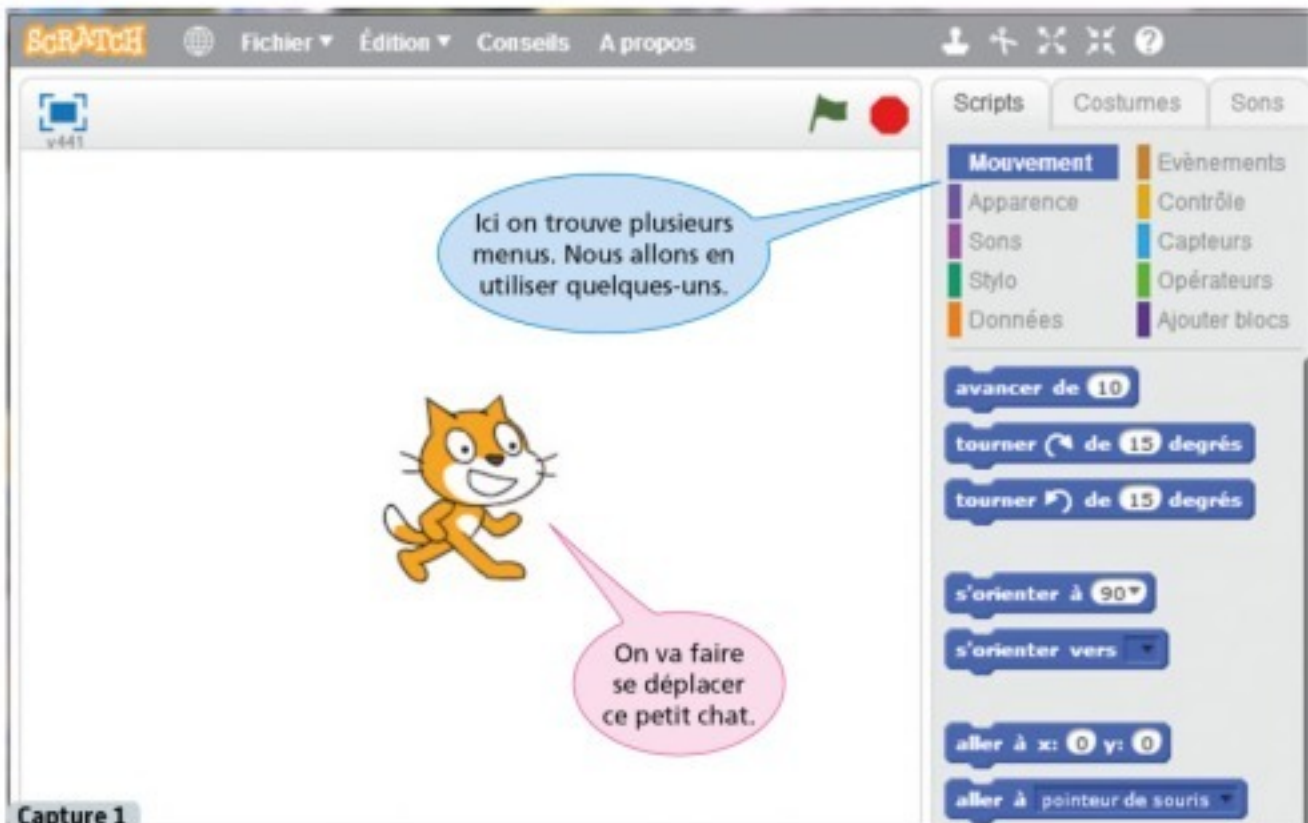 SCRATCH Fichier Édition Conseils A propos
v441
Scripts Costumes Sons
Mouvement Evènements
Apparence Contrôle
Sons Capteurs
Stylo Opérateurs
Données Ajouter blocs
Ici on trouve plusieurs
menus. Nous allons en
utiliser quelques-uns.
avancer de 10
tourner de 15 degrés
tourner de 15 degrés
s'orienter à 90
s'orienter vers
On va faire
se déplacer
ce petit chat.
aller à x: 0 y: 0
aller à pointeur de souris
Capture 1